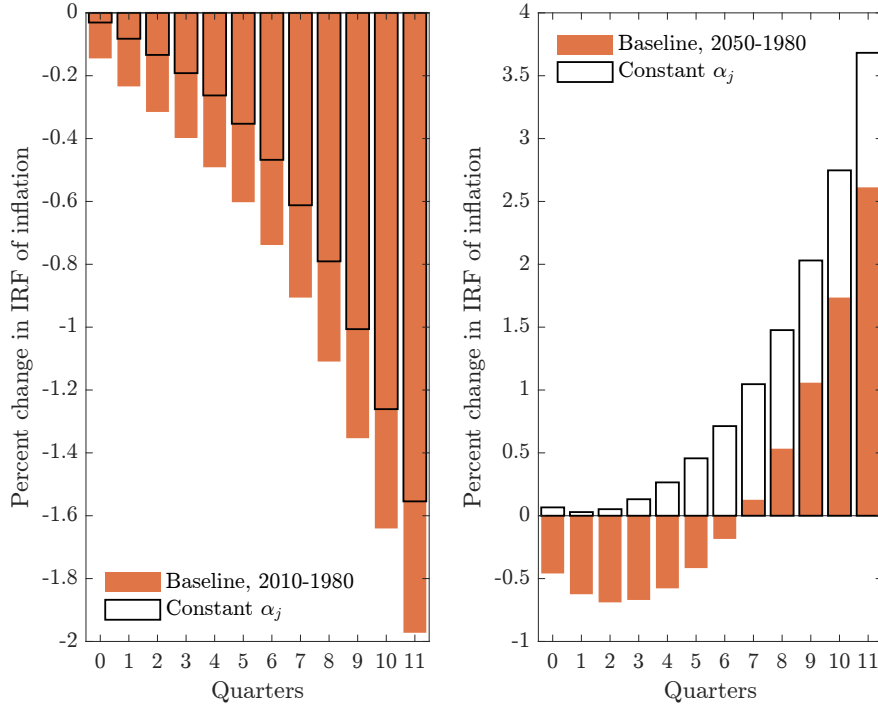 Percent change in IRF of inflation
0
-0.2
-0.4
-0.6
-0.8
-1
-1.2
-1.4
-1.6
-1.8
-2
Baseline, 2010-1980
Constant αj
0 1 2 3 4 5 6 7 8 9 10 11
Quarters
Percent change in IRF of inflation
4
3.5
3
2.5
2
1.5
1
0.5
0
-0.5
-1
Baseline, 2050-1980
Constant αj
0 1 2 3 4 5 6 7 8 9 10 11
Quarters